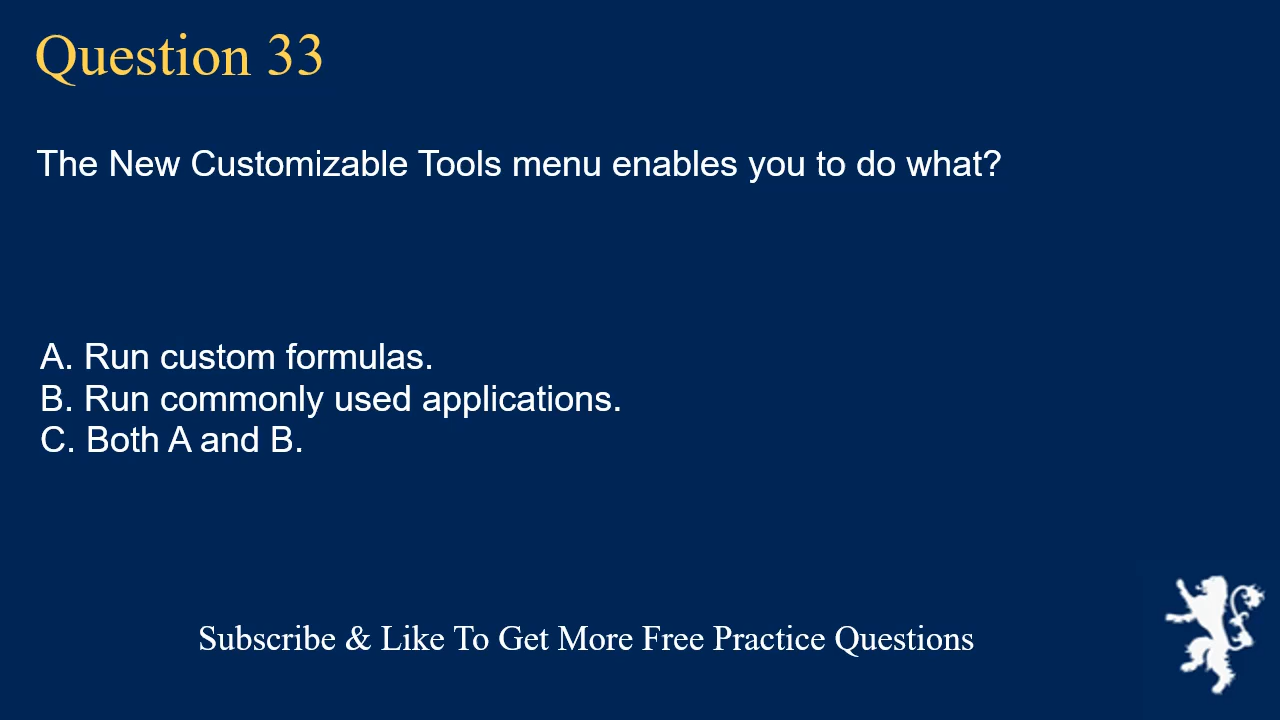 Question 33
The New Customizable Tools menu enables you to do what?
A. Run custom formulas.
B. Run commonly used applications.
C. Both A and B.
Subscribe & Like To Get More Free Practice Questions